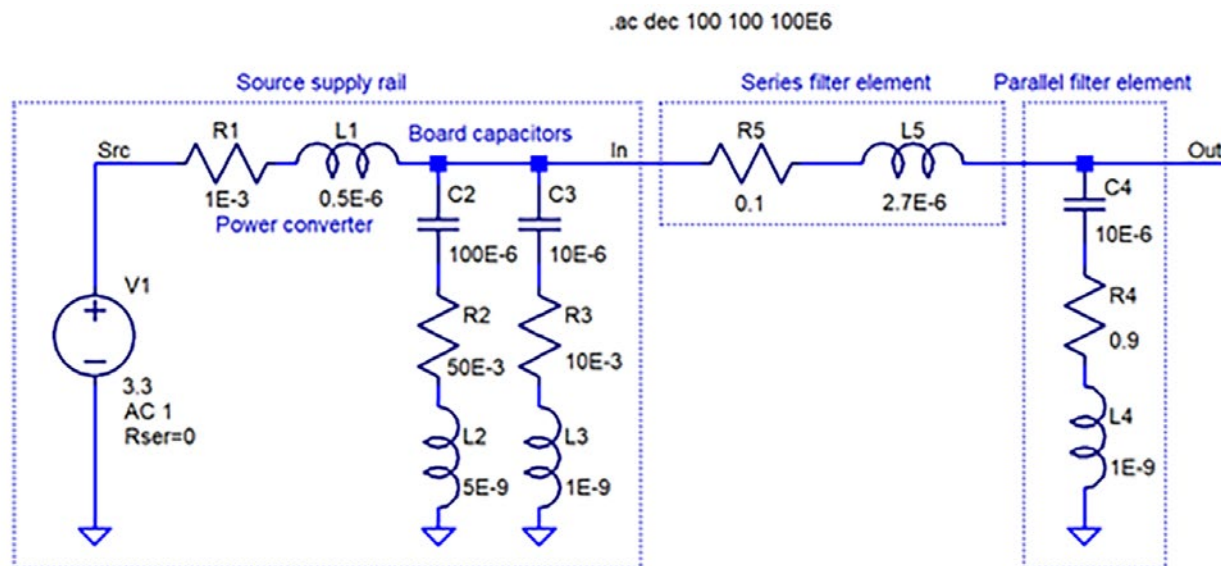 .ac dec 100 100 100E6
Source supply rail
Series filter element
Parallel filter element
Src
R1
L1
Board capacitors
In
R5
L5
Out
1E-3
0.5E-6
Power converter
C2
C3
0.1
2.7E-6
C4
100E-6
10E-6
10E-6
V1
R2
R3
R4
50E-3
10E-3
0.9
3.3
AC 1
Rser=0
L2
L3
L4
5E-9
1E-9
1E-9